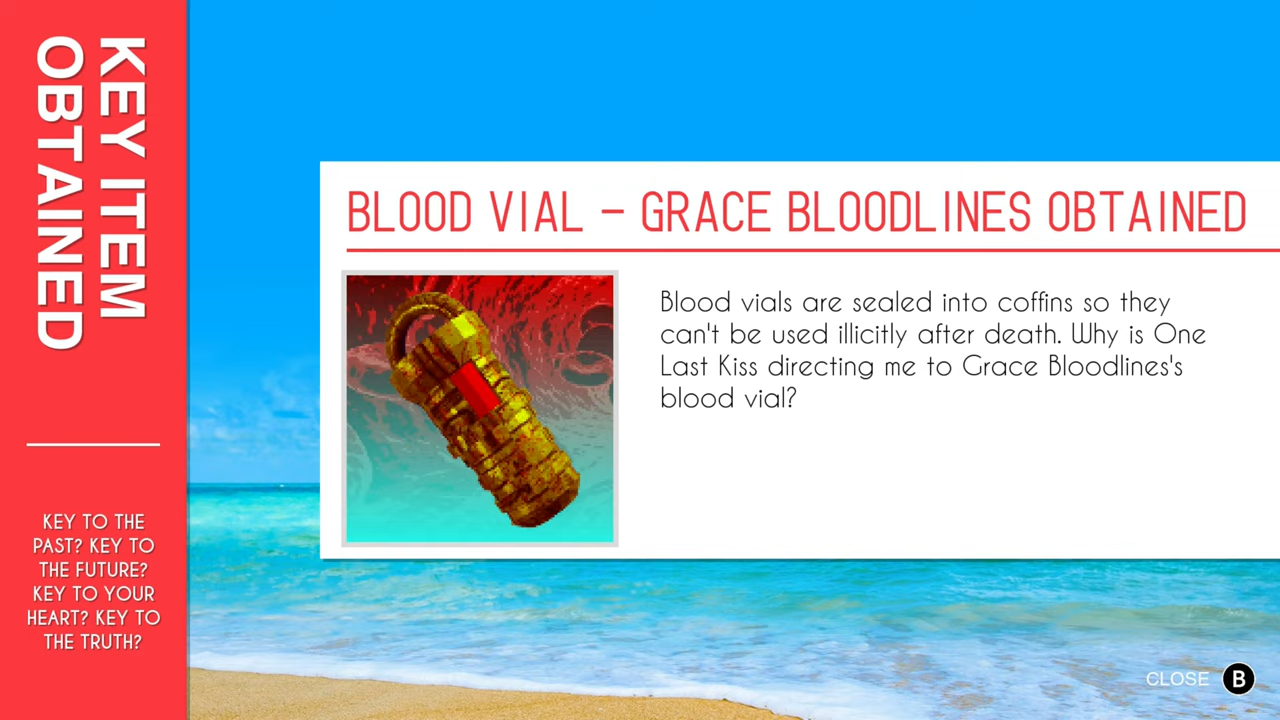 KEY ITEM
OBTAINED
KEY TO THE
PAST? KEY TO
THE FUTURE?
KEY TO YOUR
HEART? KEY TO
THE TRUTH?
BLOOD VIAL - GRACE BLOODLINES OBTAINED
Blood vials are sealed into coffins so they
can't be used illicitly after death. Why is One
Last Kiss directing me to Grace Bloodlines's
blood vial?
CLOSE B